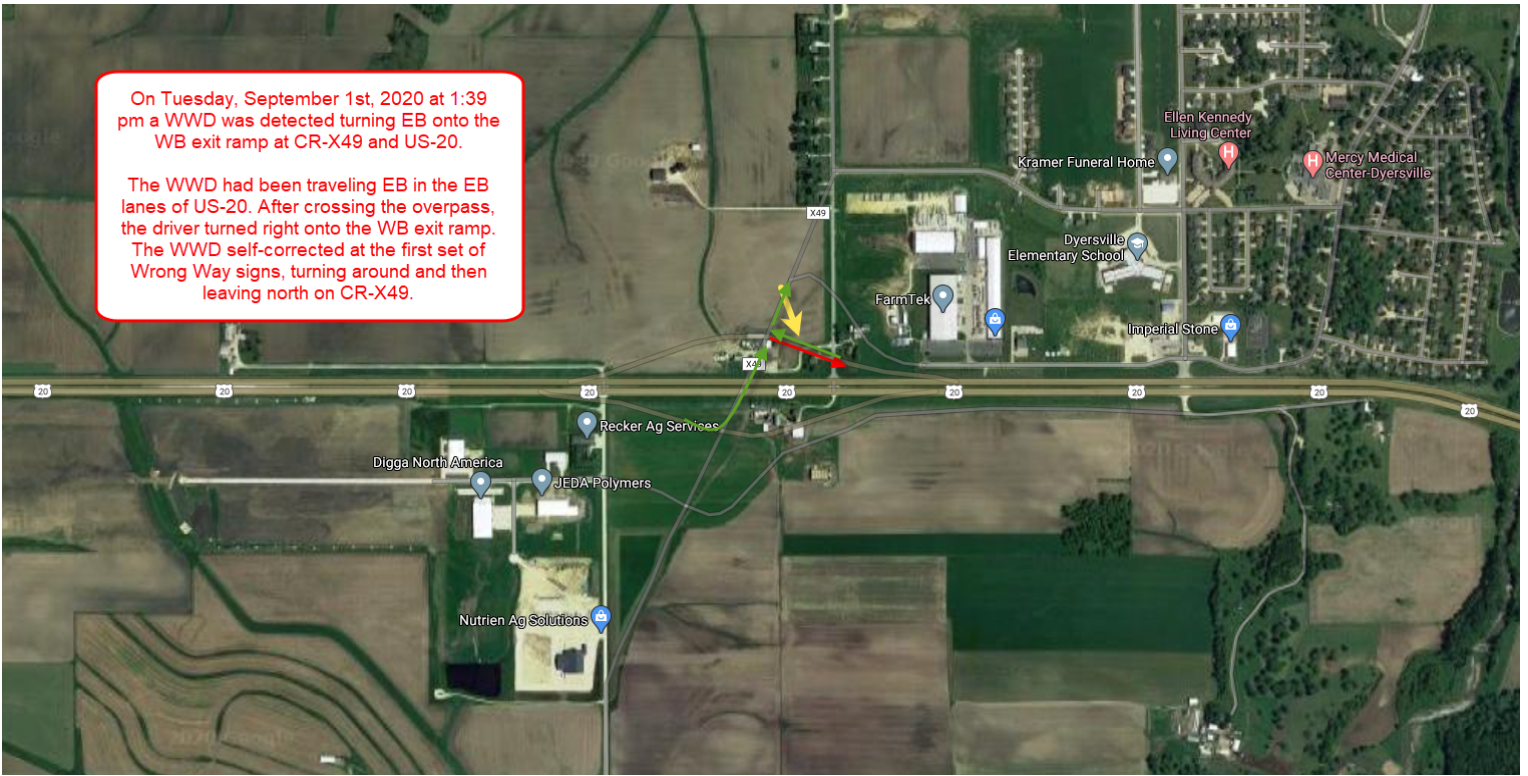 On Tuesday, September 1st, 2020 at 1:39
pm a WWD was detected turning EB onto the
WB exit ramp at CR-X49 and US-20.
The WWD had been traveling EB in the EB
lanes of US-20. After crossing the overpass,
the driver turned right onto the WB exit ramp.
The WWD self-corrected at the first set of
Wrong Way signs, turning around and then
leaving north on CR-X49.
Ellen Kennedy
Living Center
Kramer Funeral Home
H
H
Mercy Medical
Center-Dyersville
X49
Dyersville
Elementary School
FarmTek
Imperial Stone
X49
20
20
20
20
20
20
20
20
20
Recker Ag Services
Digga North America
JEDA Polymers
Nutrien Ag Solutions
2020 Google